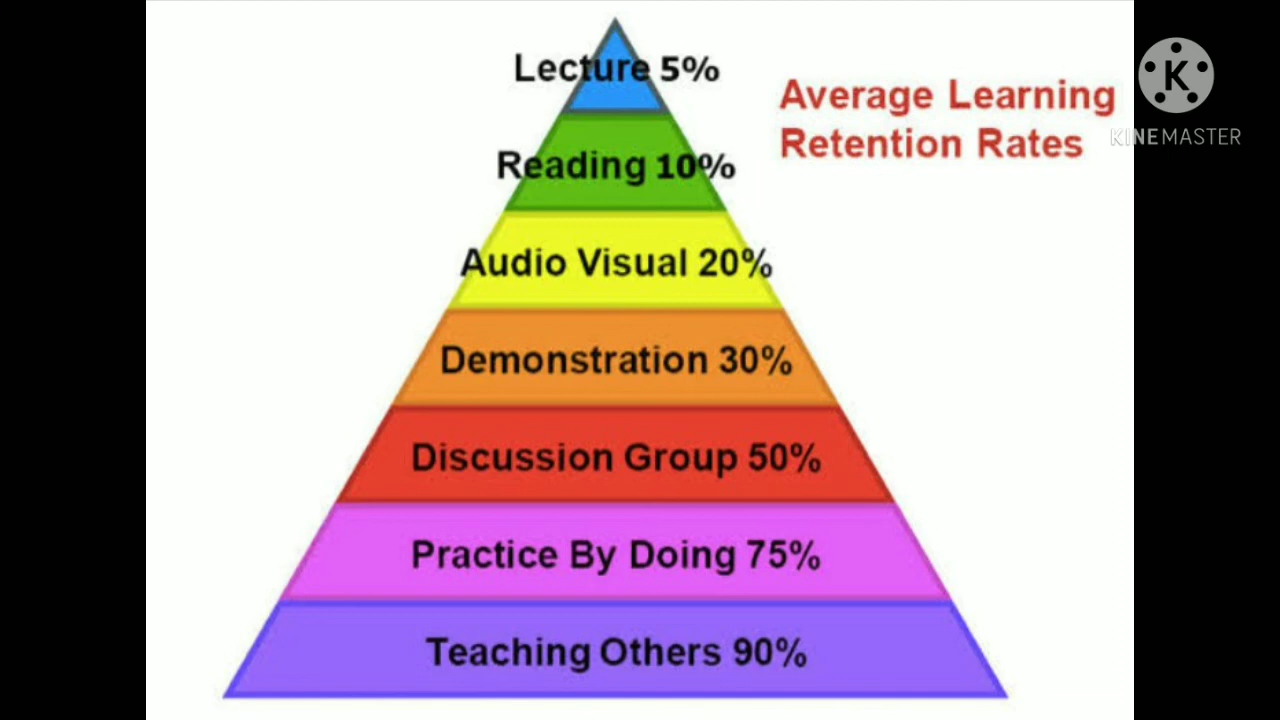 Lecture 5%
Average Learning
Retention Rates
K
KINEMASTER
Reading 10%
Audio Visual 20%
Demonstration 30%
Discussion Group 50%
Practice By Doing 75%
Teaching Others 90%